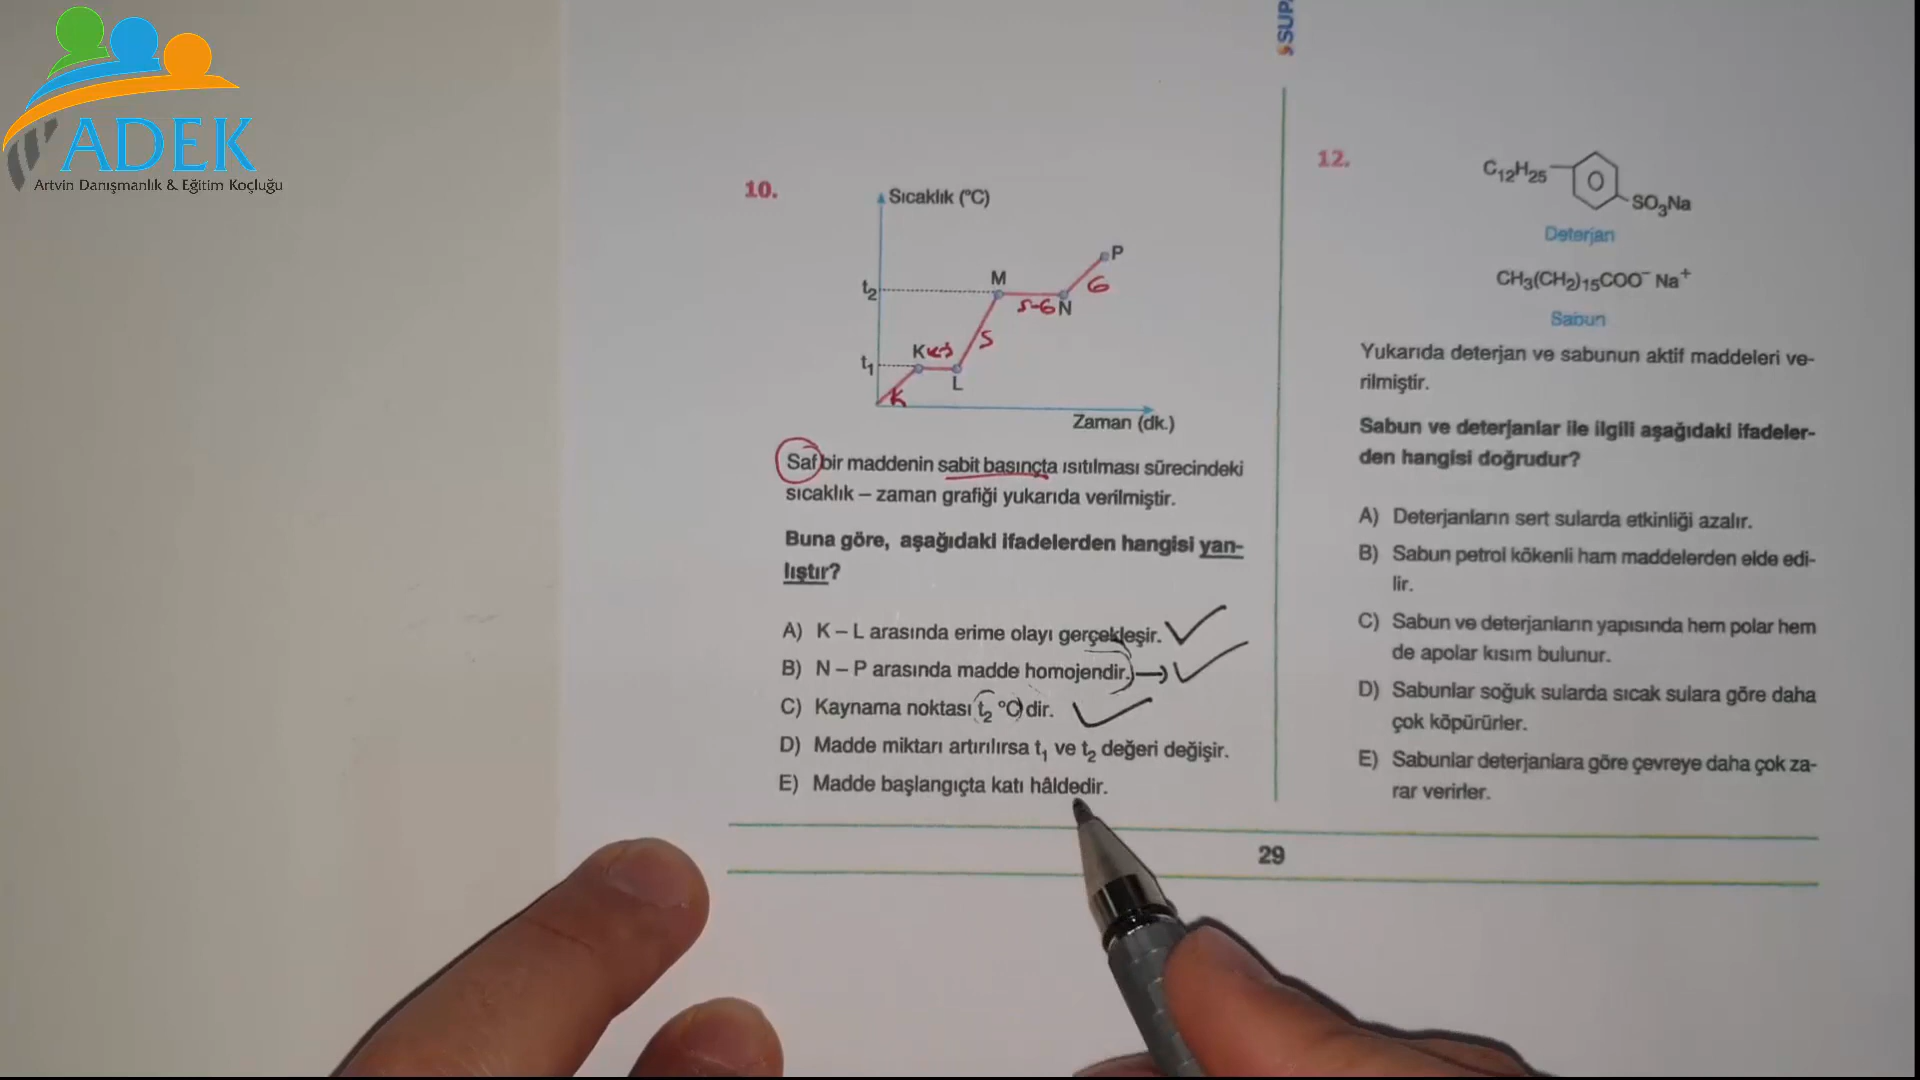 ADEK
Artvin Danışmanlık & Eğitim Koçluğu
10.
Sıcaklık (°C)
P
6
M
t₂
S-6 N
S
K
t₁
L
K
Zaman (dk.)
Saf bir maddenin sabit basınçta ısıtılması sürecindeki
sıcaklık – zaman grafiği yukarıda verilmiştir.
Buna göre, aşağıdaki ifadelerden hangisi yan-
lıştır?
A) K – L arasında erime olayı gerçekleşir.
B) N – P arasında madde homojendir.
C) Kaynama noktası t₂ °C dir.
D) Madde miktarı artırılırsa t₁ ve t₂ değeri değişir.
E) Madde başlangıçta katı hâldedir.
SUP
12.
C₁₂H₂₅
SO₃Na
Deterjan
CH₃(CH₂)₁₅COO⁻ Na⁺
Sabun
Yukarıda deterjan ve sabunun aktif maddeleri ve-
rilmiştir.
Sabun ve deterjanlar ile ilgili aşağıdaki ifadeler-
den hangisi doğrudur?
A) Deterjanların sert sularda etkinliği azalır.
B) Sabun petrol kökenli ham maddelerden elde edi-
lir.
C) Sabun ve deterjanların yapısında hem polar hem
de apolar kısım bulunur.
D) Sabunlar soğuk sularda sıcak sulara göre daha
çok köpürürler.
E) Sabunlar deterjanlara göre çevreye daha çok za-
rar verirler.
29